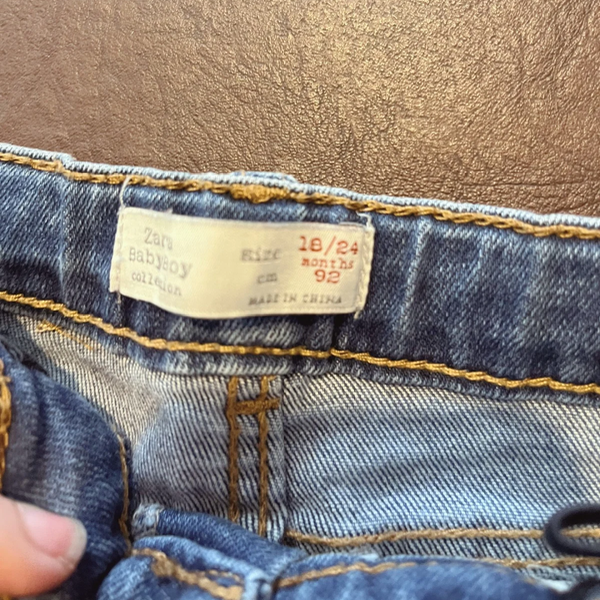 Zara
BabyBoy
collection
size 18/24
months
cm 92
MADE IN CHINA